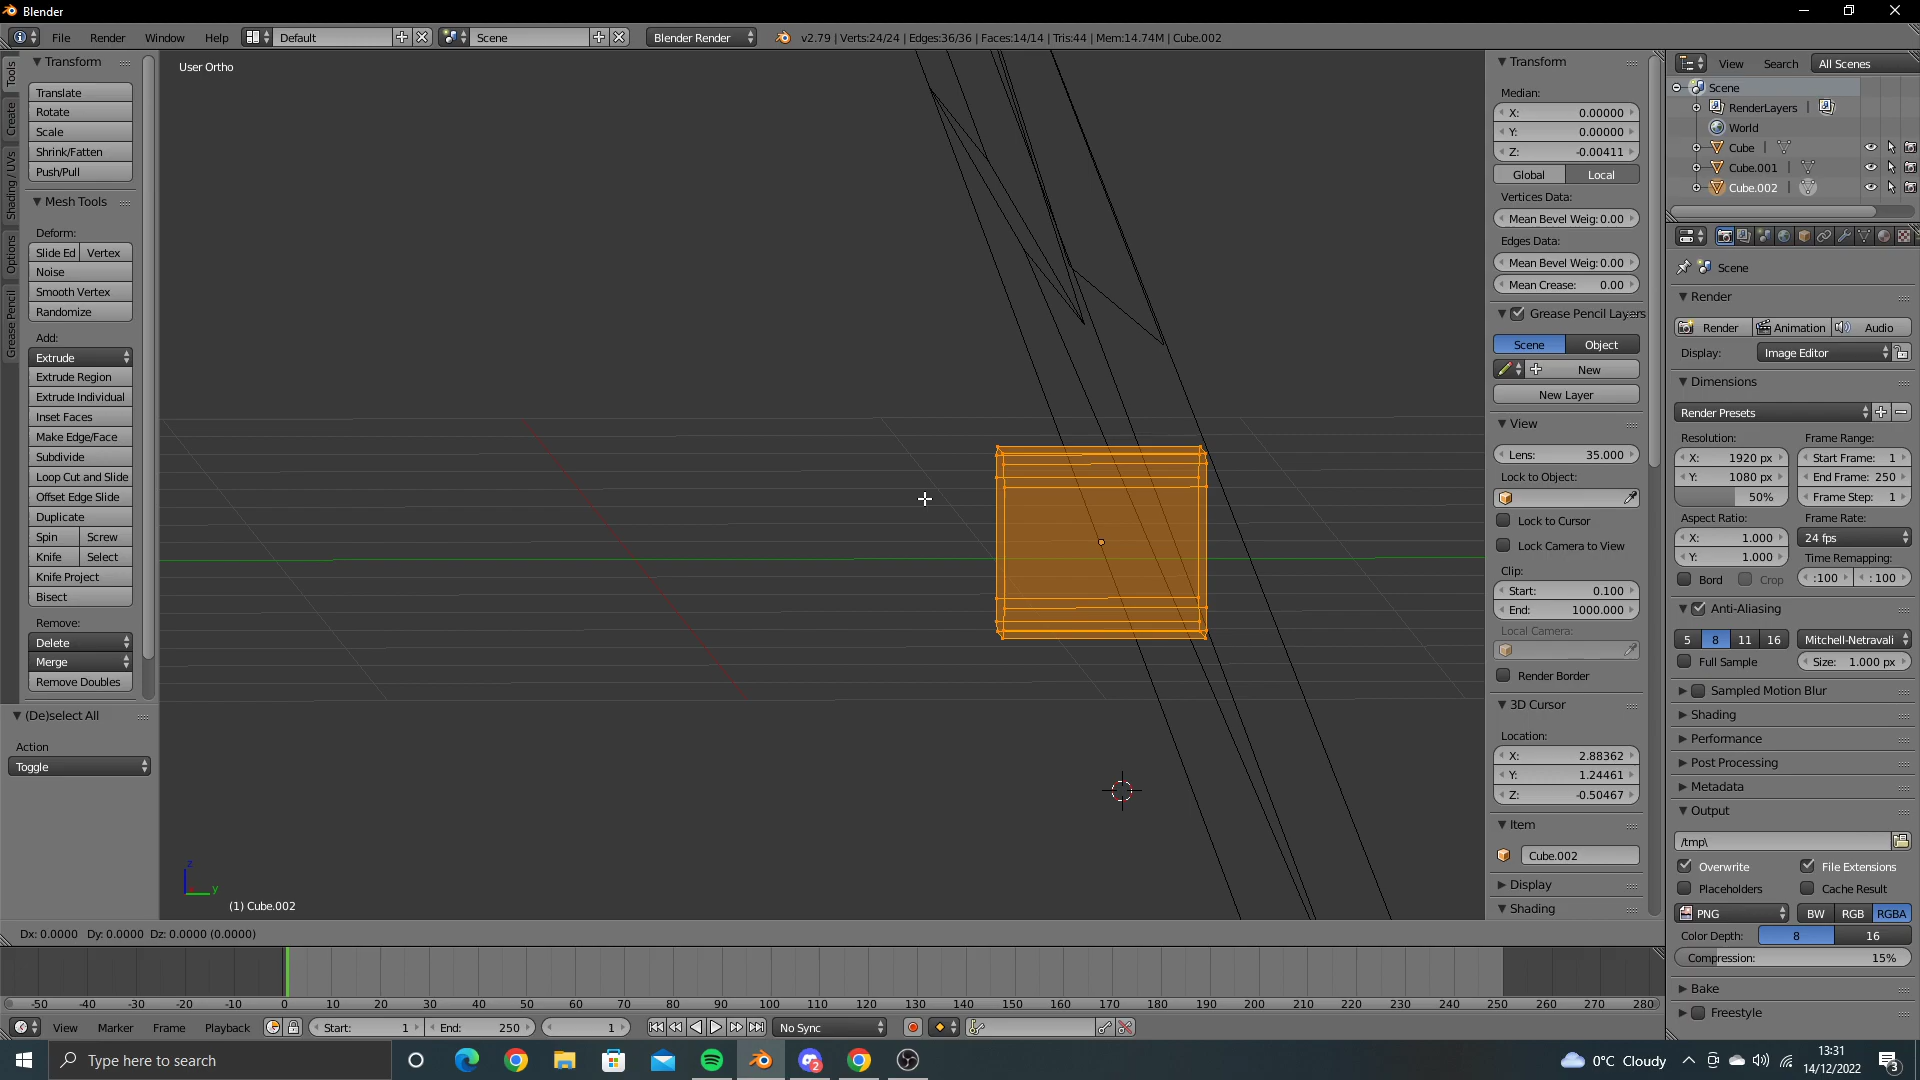 Blender
File Render Window Help Default Scene Blender Render v2.79 | Verts:24/24 | Edges:36/36 | Faces:14/14 | Tris:44 | Mem:14.74M | Cube.002
Tools
Create
Shading / UVs
Options
Grease Pencil
Transform
Translate
Rotate
Scale
Shrink/Fatten
Push/Pull
Mesh Tools
Deform:
Slide Ed Vertex
Noise
Smooth Vertex
Randomize
Add:
Extrude
Extrude Region
Extrude Individual
Inset Faces
Make Edge/Face
Subdivide
Loop Cut and Slide
Offset Edge Slide
Duplicate
Spin Screw
Knife Select
Knife Project
Bisect
Remove:
Delete
Merge
Remove Doubles
(De)select All
Action
Toggle
User Ortho
z
y
(1) Cube.002
Dx: 0.0000 Dy: 0.0000 Dz: 0.0000 (0.0000)
Transform
Median:
X: 0.00000
Y: 0.00000
Z: -0.00411
Global Local
Vertices Data:
Mean Bevel Weig: 0.00
Edges Data:
Mean Bevel Weig: 0.00
Mean Crease: 0.00
Grease Pencil Layers
Scene Object
New
New Layer
View
Lens: 35.000
Lock to Object:
Lock to Cursor
Lock Camera to View
Clip:
Start: 0.100
End: 1000.000
Local Camera:
Render Border
3D Cursor
Location:
X: 2.88362
Y: 1.24461
Z: -0.50467
Item
Cube.002
Display
Shading
View Search All Scenes
Scene
RenderLayers
World
Cube
Cube.001
Cube.002
Scene
Render
Render Animation Audio
Display: Image Editor
Dimensions
Render Presets
Resolution: Frame Range:
X: 1920 px Start Frame: 1
Y: 1080 px End Frame: 250
50% Frame Step: 1
Aspect Ratio: Frame Rate:
X: 1.000 24 fps
Y: 1.000 Time Remapping:
Bord Crop :100 : 100
Anti-Aliasing
5 8 11 16 Mitchell-Netravali
Full Sample Size: 1.000 px
Sampled Motion Blur
Shading
Performance
Post Processing
Metadata
Output
/tmp\
Overwrite File Extensions
Placeholders Cache Result
PNG BW RGB RGBA
Color Depth: 8 16
Compression: 15%
Bake
Freestyle
-50 -40 -30 -20 -10 0 10 20 30 40 50 60 70 80 90 100 110 120 130 140 150 160 170 180 190 200 210 220 230 240 250 260 270 280
View Marker Frame Playback Start: 1 End: 250 1 No Sync
Type here to search
2
0°C Cloudy
13:31
14/12/2022
3